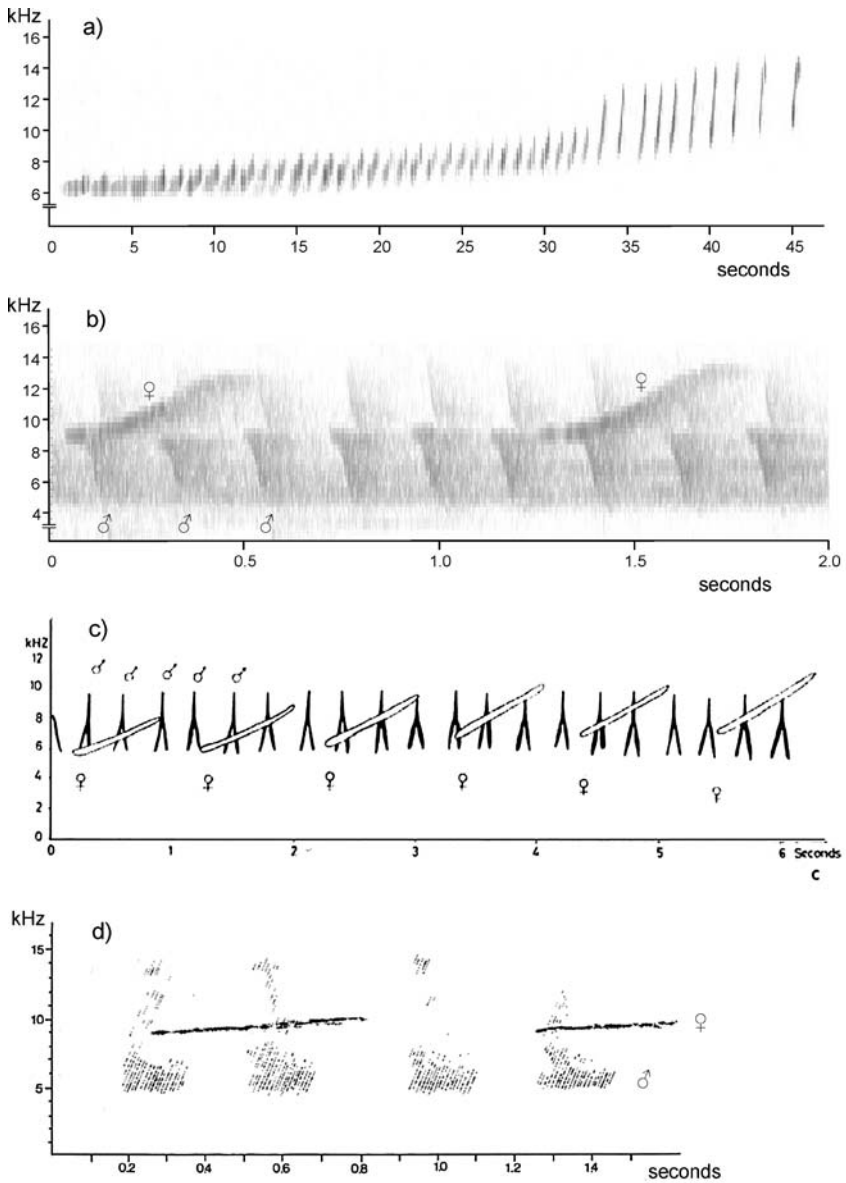 kHz
a)
16
14
12
10
8
6
0 5 10 15 20 25 30 35 40 45
seconds
kHz
b)
16
14
♀ ♀
12
10
8
6
4
♂ ♂ ♂
0 0.5 1.0 1.5 2.0
seconds
c)
kHZ
12
♂ ♂ ♂ ♂ ♂
10
8
6
4
♀ ♀ ♀ ♀ ♀ ♀
2
0
0 1 2 3 4 5 6 Seconds
c
kHz
d)
15
10
♀
5
♂
0.2 0.4 0.6 0.8 1.0 1.2 1.4
seconds